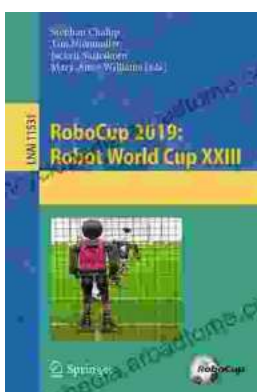 Stephan Chalup
Tim Niemueller
Jackrit Suthakorn
Mary-Anne Williams (Eds.)
LNAI 11531
RoboCup 2019:
Robot World Cup XXIII
Springer
RoboCup